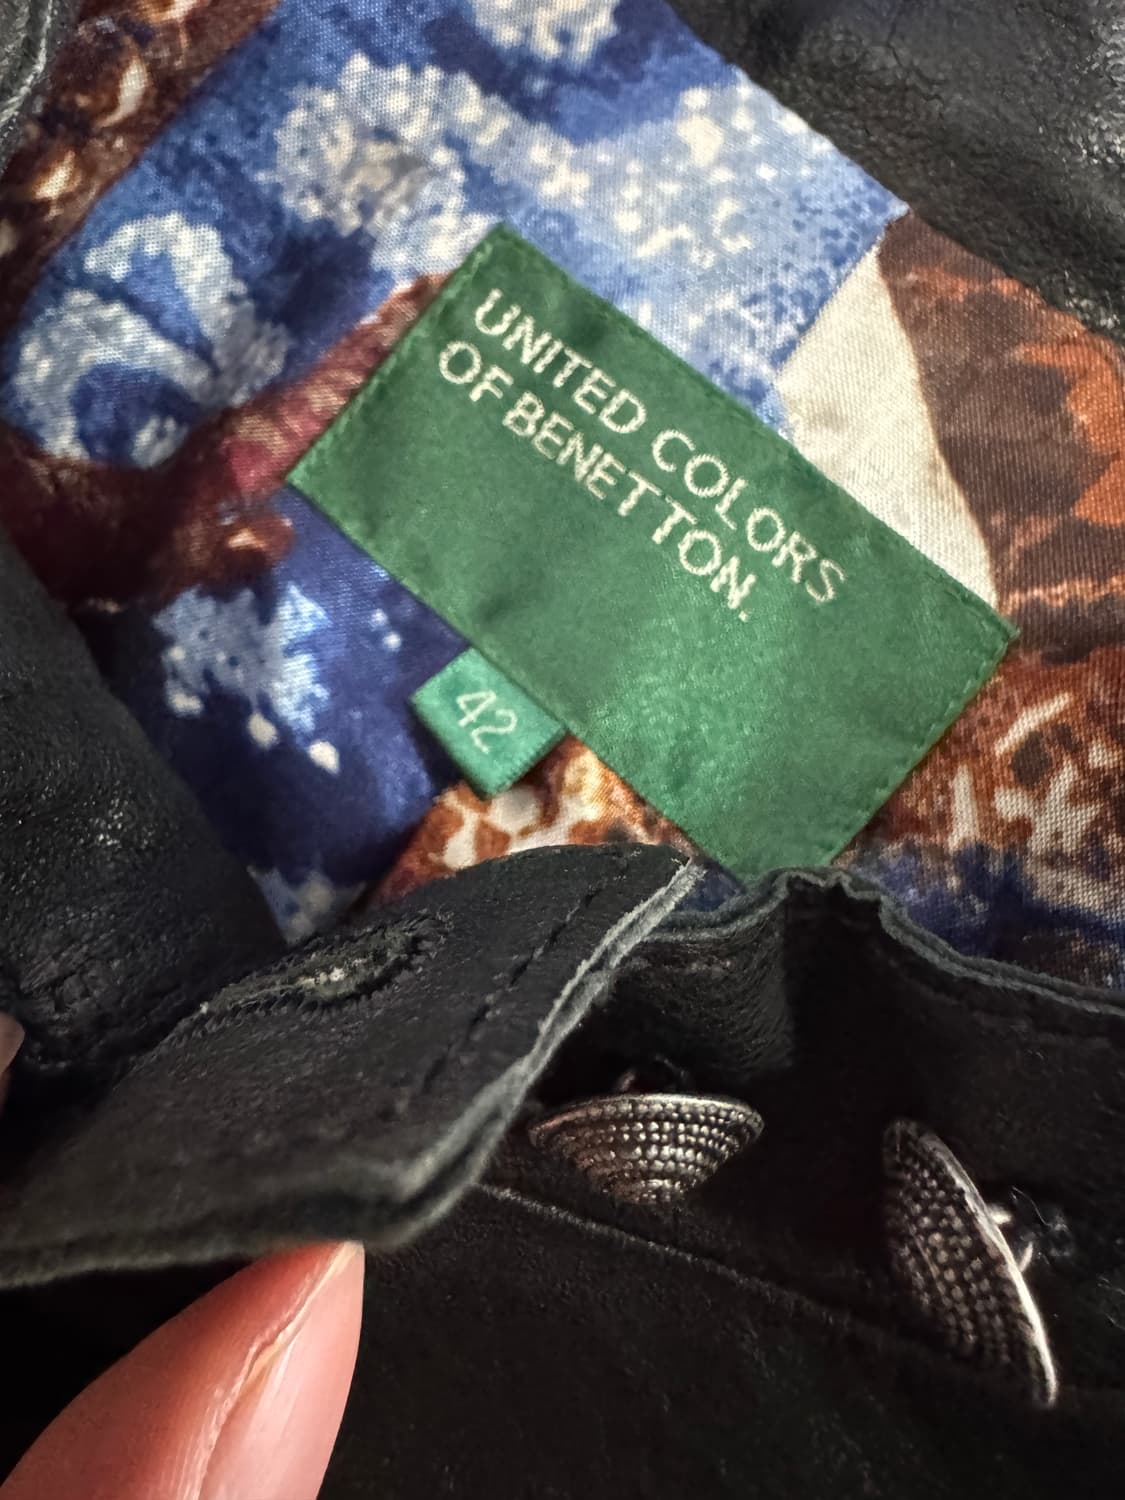 UNITED COLORS
OF BENETTON.
42